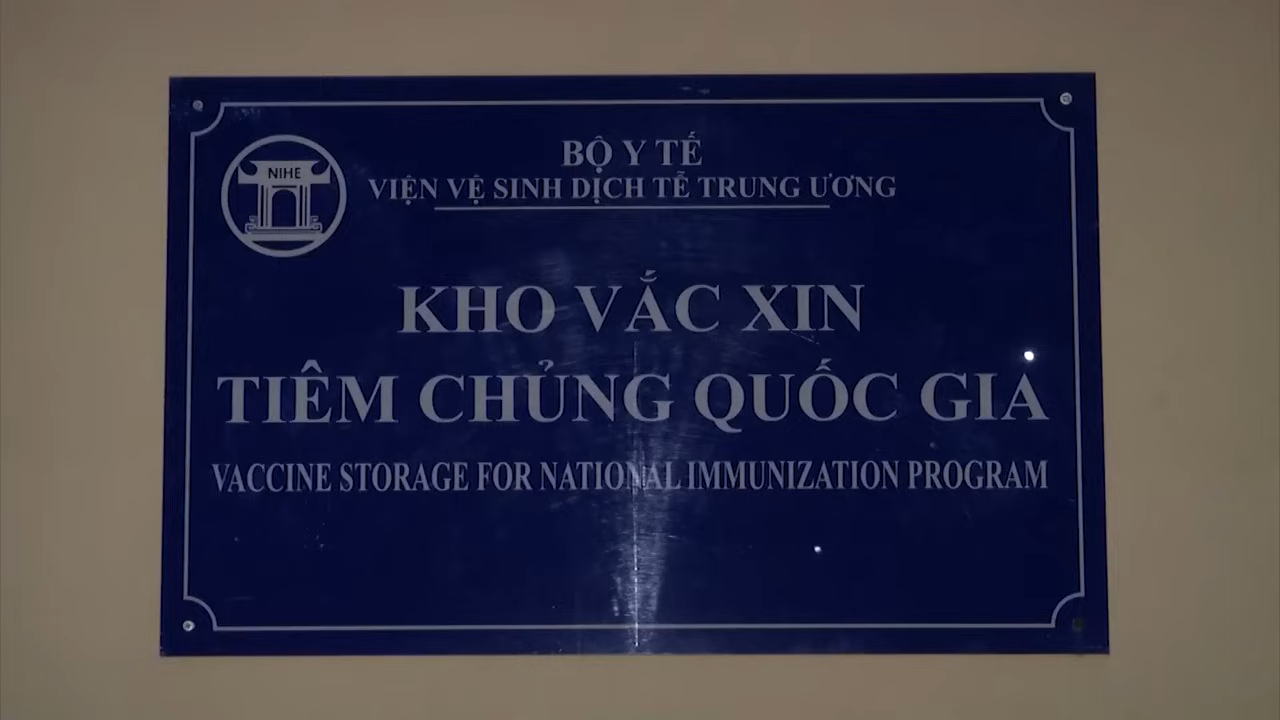 NIHE
BỘ Y TẾ
VIỆN VỆ SINH DỊCH TỄ TRUNG ƯƠNG
KHO VẮC XIN
TIÊM CHỦNG QUỐC GIA
VACCINE STORAGE FOR NATIONAL IMMUNIZATION PROGRAM